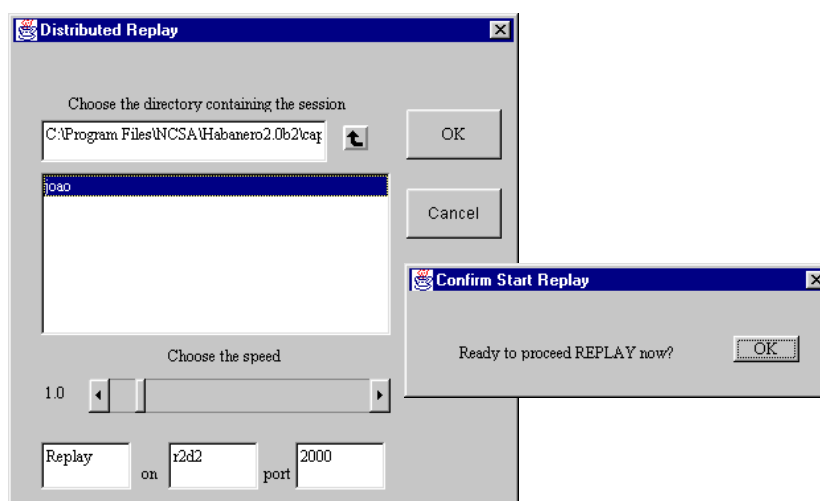 Distributed Replay
Choose the directory containing the session
C:\Program Files\NCSA\Habanero2.0b2\cap
OK
joao
Cancel
Confirm Start Replay
Ready to proceed REPLAY now?
OK
Choose the speed
1.0
Replay on r2d2 port 2000